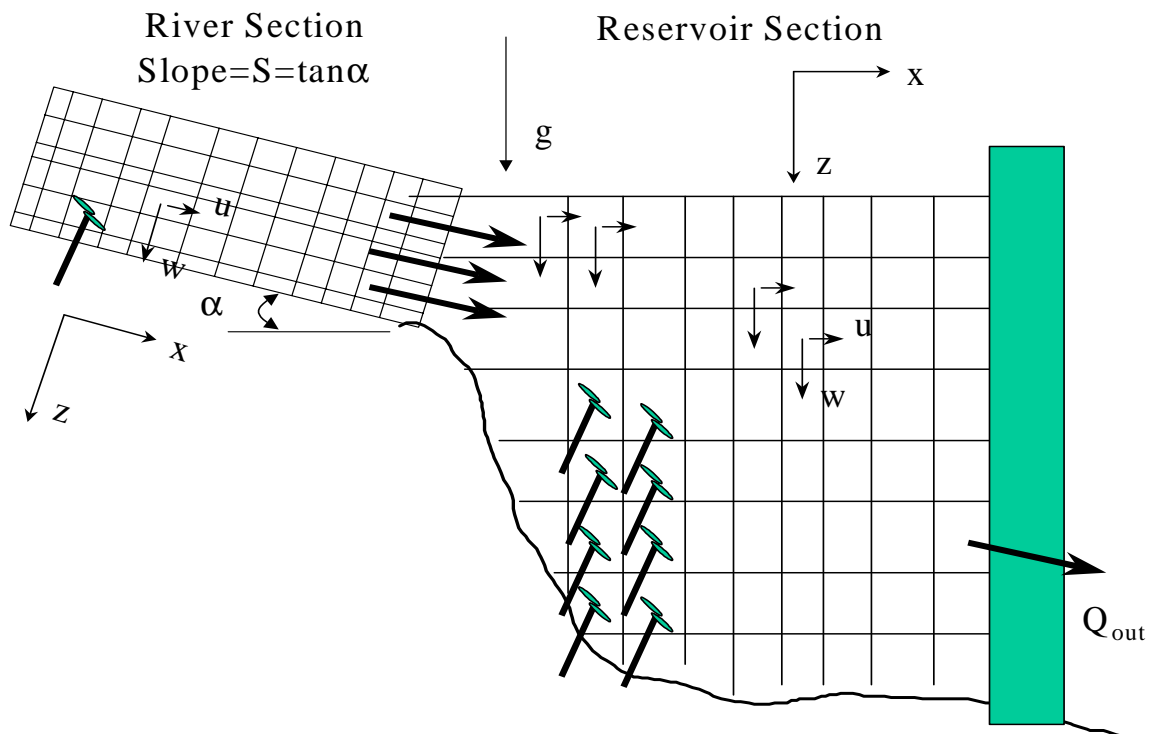 River Section
Slope=S=tanα
Reservoir Section
g
x
z
u
w
α
x
z
u
w
Q out